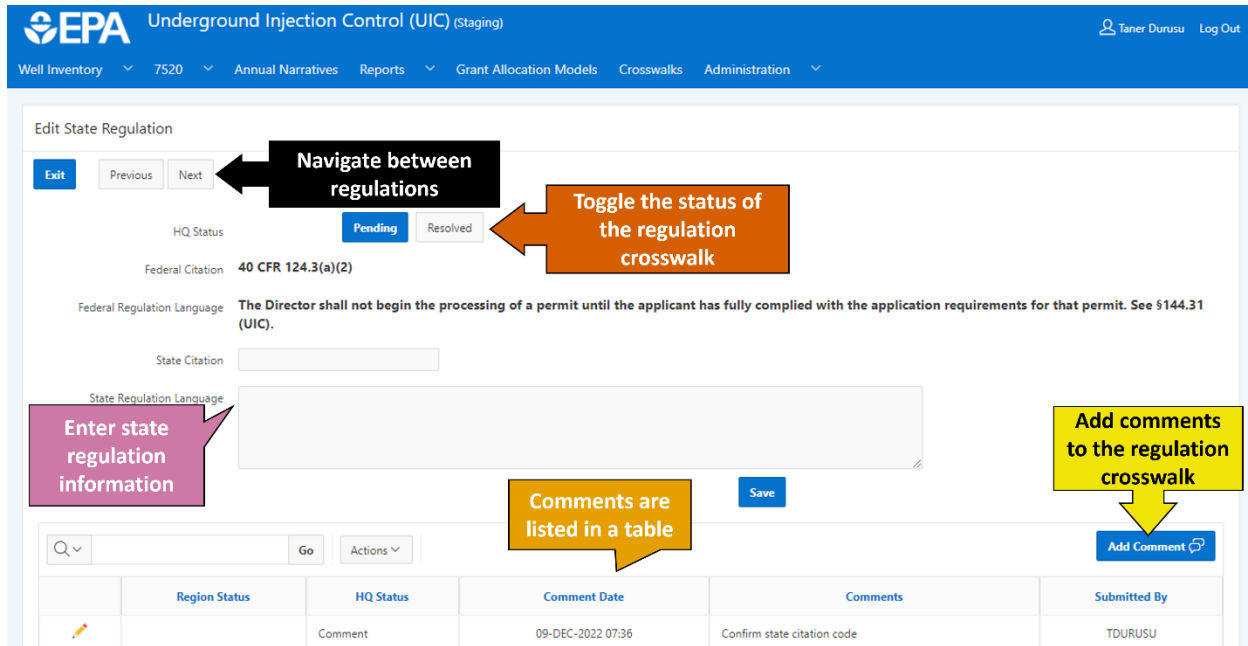 EPA Underground Injection Control (UIC) (Staging)
Taner Durusu Log Out
Well Inventory 7520 Annual Narratives Reports Grant Allocation Models Crosswalks Administration
Edit State Regulation
Exit Previous Next
Navigate between
regulations
HQ Status Pending Resolved
Toggle the status of
the regulation
crosswalk
Federal Citation 40 CFR 124.3(a)(2)
Federal Regulation Language The Director shall not begin the processing of a permit until the applicant has fully complied with the application requirements for that permit. See §144.31
(UIC).
State Citation
State Regulation Language
Enter state
regulation
information
Add comments
to the regulation
crosswalk
Save
Comments are
listed in a table
Go Actions Add Comment
Region Status HQ Status Comment Date Comments Submitted By
Comment 09-DEC-2022 07:36 Confirm state citation code TDURUSU